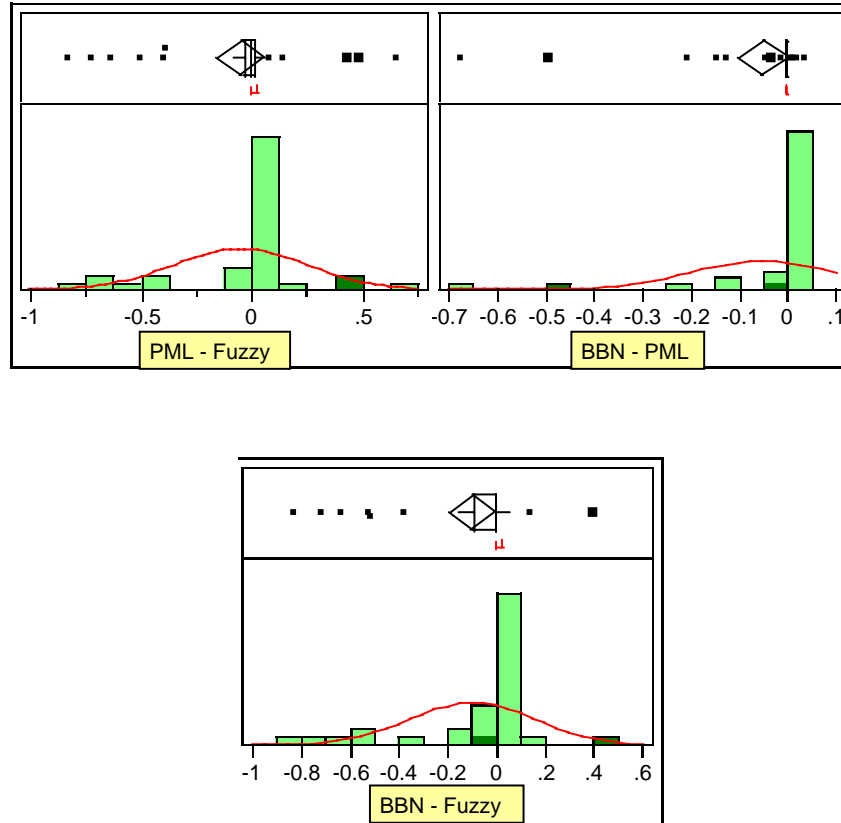 μ
-1 -0.5 0 .5
PML - Fuzzy
-0.7 -0.6 -0.5 -0.4 -0.3 -0.2 -0.1 0 0.1
BBN - PML
μ
-1 -0.8 -0.6 -0.4 -0.2 0 .2 .4 .6
BBN - Fuzzy